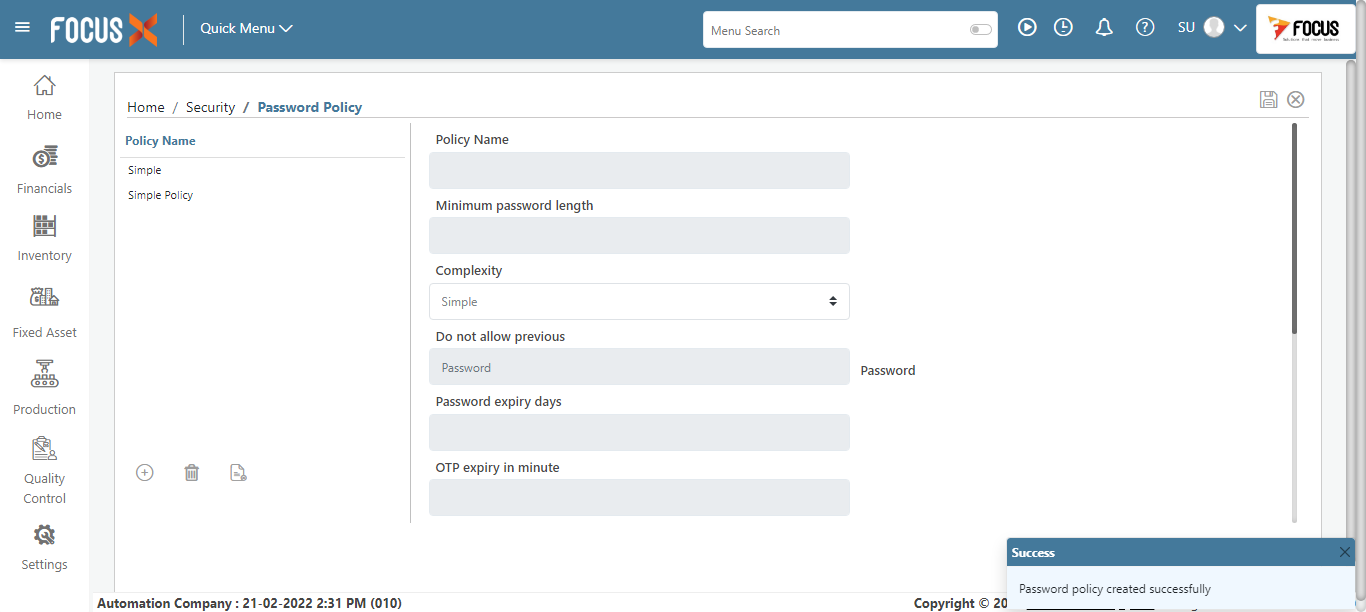 FOCUS X
Quick Menu
Menu Search
SU
FOCUS
Home
Financials
Inventory
Fixed Asset
Production
Quality
Control
Settings
Home / Security / Password Policy
Policy Name
Simple
Simple Policy
Policy Name
Minimum password length
Complexity
Simple
Do not allow previous
Password
Password
Password expiry days
OTP expiry in minute
Success
Password policy created successfully
Automation Company : 21-02-2022 2:31 PM (010)
Copyright © 20